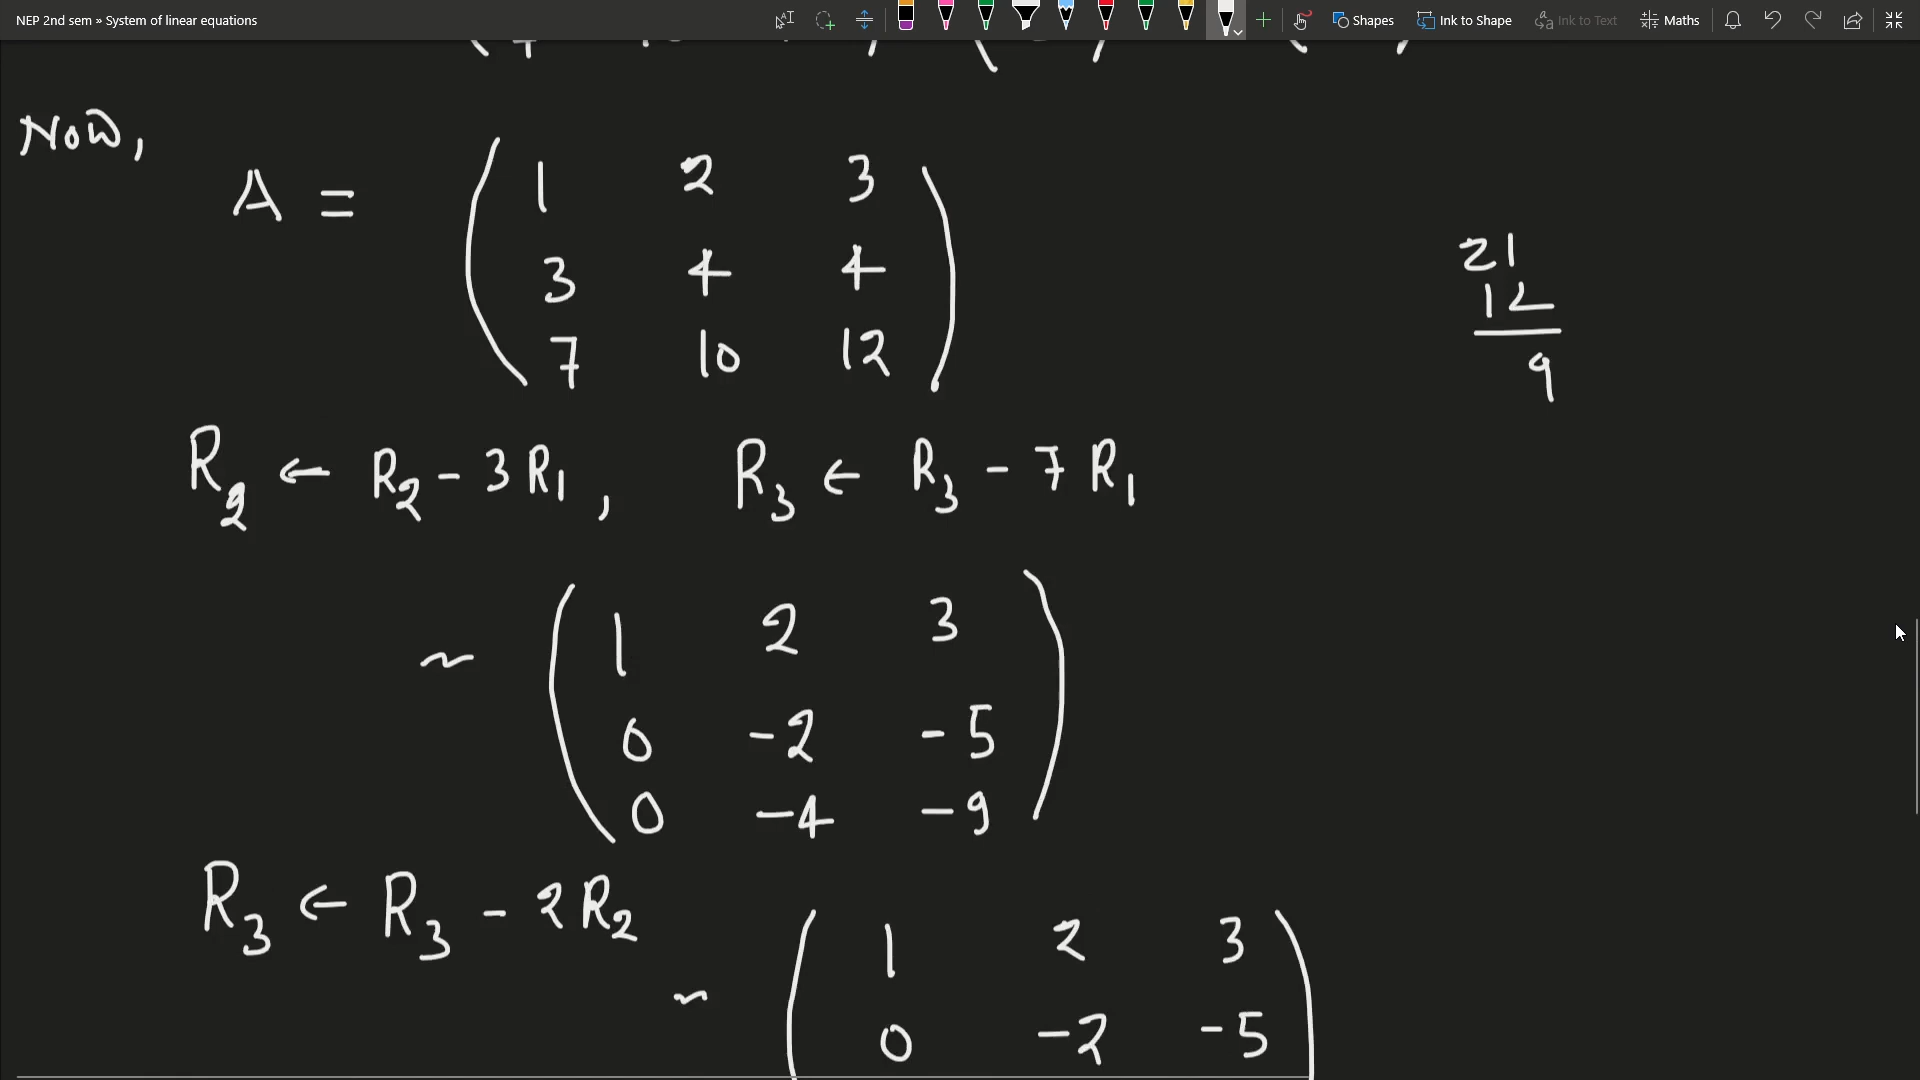 NEP 2nd sem » System of linear equations Shapes Ink to Shape Ink to Text Maths
Now,
A = ( 1 2 3
3 4 4
7 10 12 )
21
12
9
R₂ ← R₂ - 3R₁, R₃ ← R₃ - 7R₁
~ ( 1 2 3
0 -2 -5
0 -4 -9 )
R₃ ← R₃ - 2R₂
~ ( 1 2 3
0 -2 -5 )